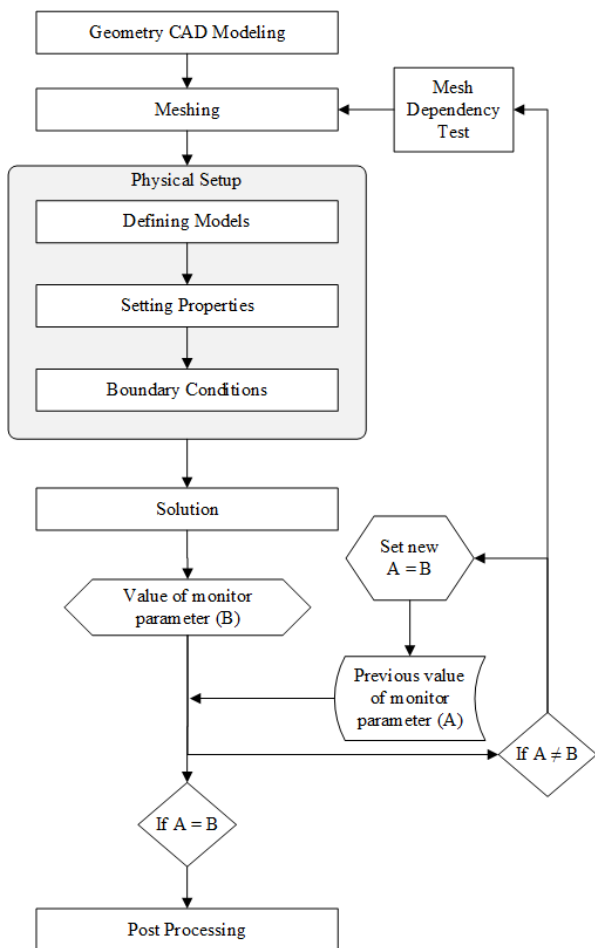 Geometry CAD Modeling
Meshing
Mesh
Dependency
Test
Physical Setup
Defining Models
Setting Properties
Boundary Conditions
Solution
Set new
A = B
Value of monitor
parameter (B)
Previous value
of monitor
parameter (A)
If A ≠ B
If A = B
Post Processing